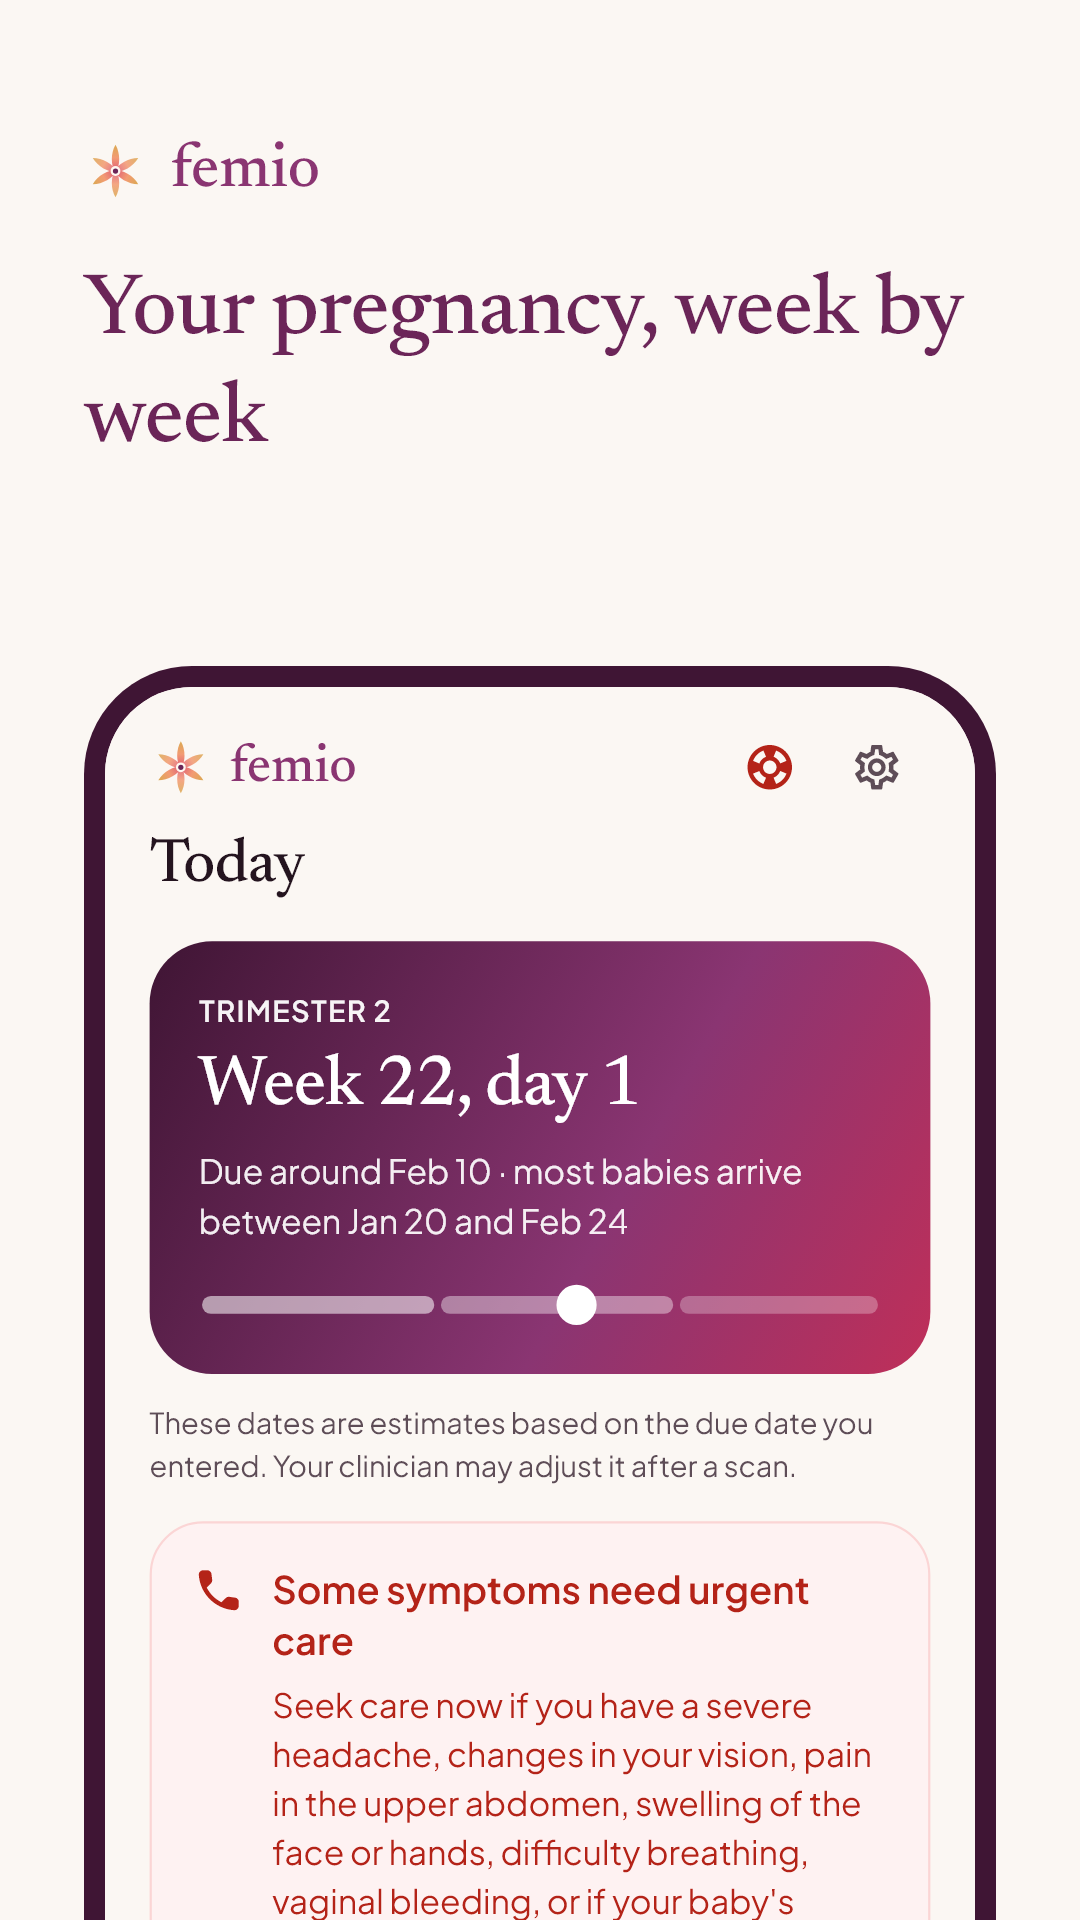 femio
Your pregnancy, week by
week
femio
Today
TRIMESTER 2
Week 22, day 1
Due around Feb 10 · most babies arrive
between Jan 20 and Feb 24
These dates are estimates based on the due date you
entered. Your clinician may adjust it after a scan.
Some symptoms need urgent
care
Seek care now if you have a severe
headache, changes in your vision, pain
in the upper abdomen, swelling of the
face or hands, difficulty breathing,
vaginal bleeding, or if your baby's